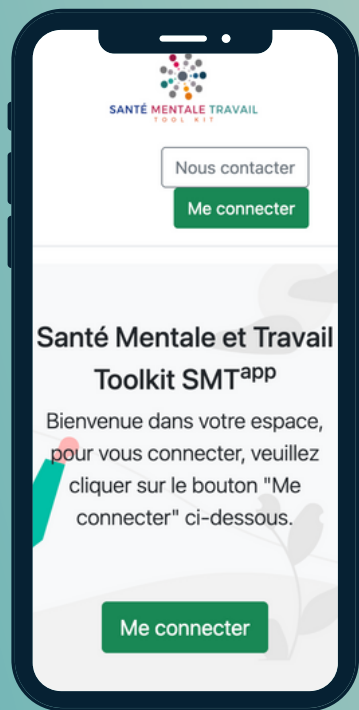 SANTÉ MENTALE TRAVAIL
TOOL KIT
Nous contacter
Me connecter
Santé Mentale et Travail
Toolkit SMTapp
Bienvenue dans votre espace,
pour vous connecter, veuillez
cliquer sur le bouton "Me
connecter" ci-dessous.
Me connecter